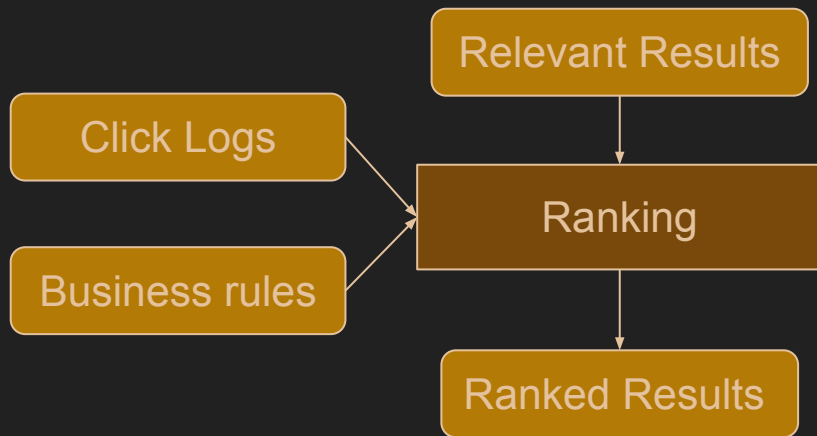 Relevant Results
Click Logs
Ranking
Business rules
Ranked Results